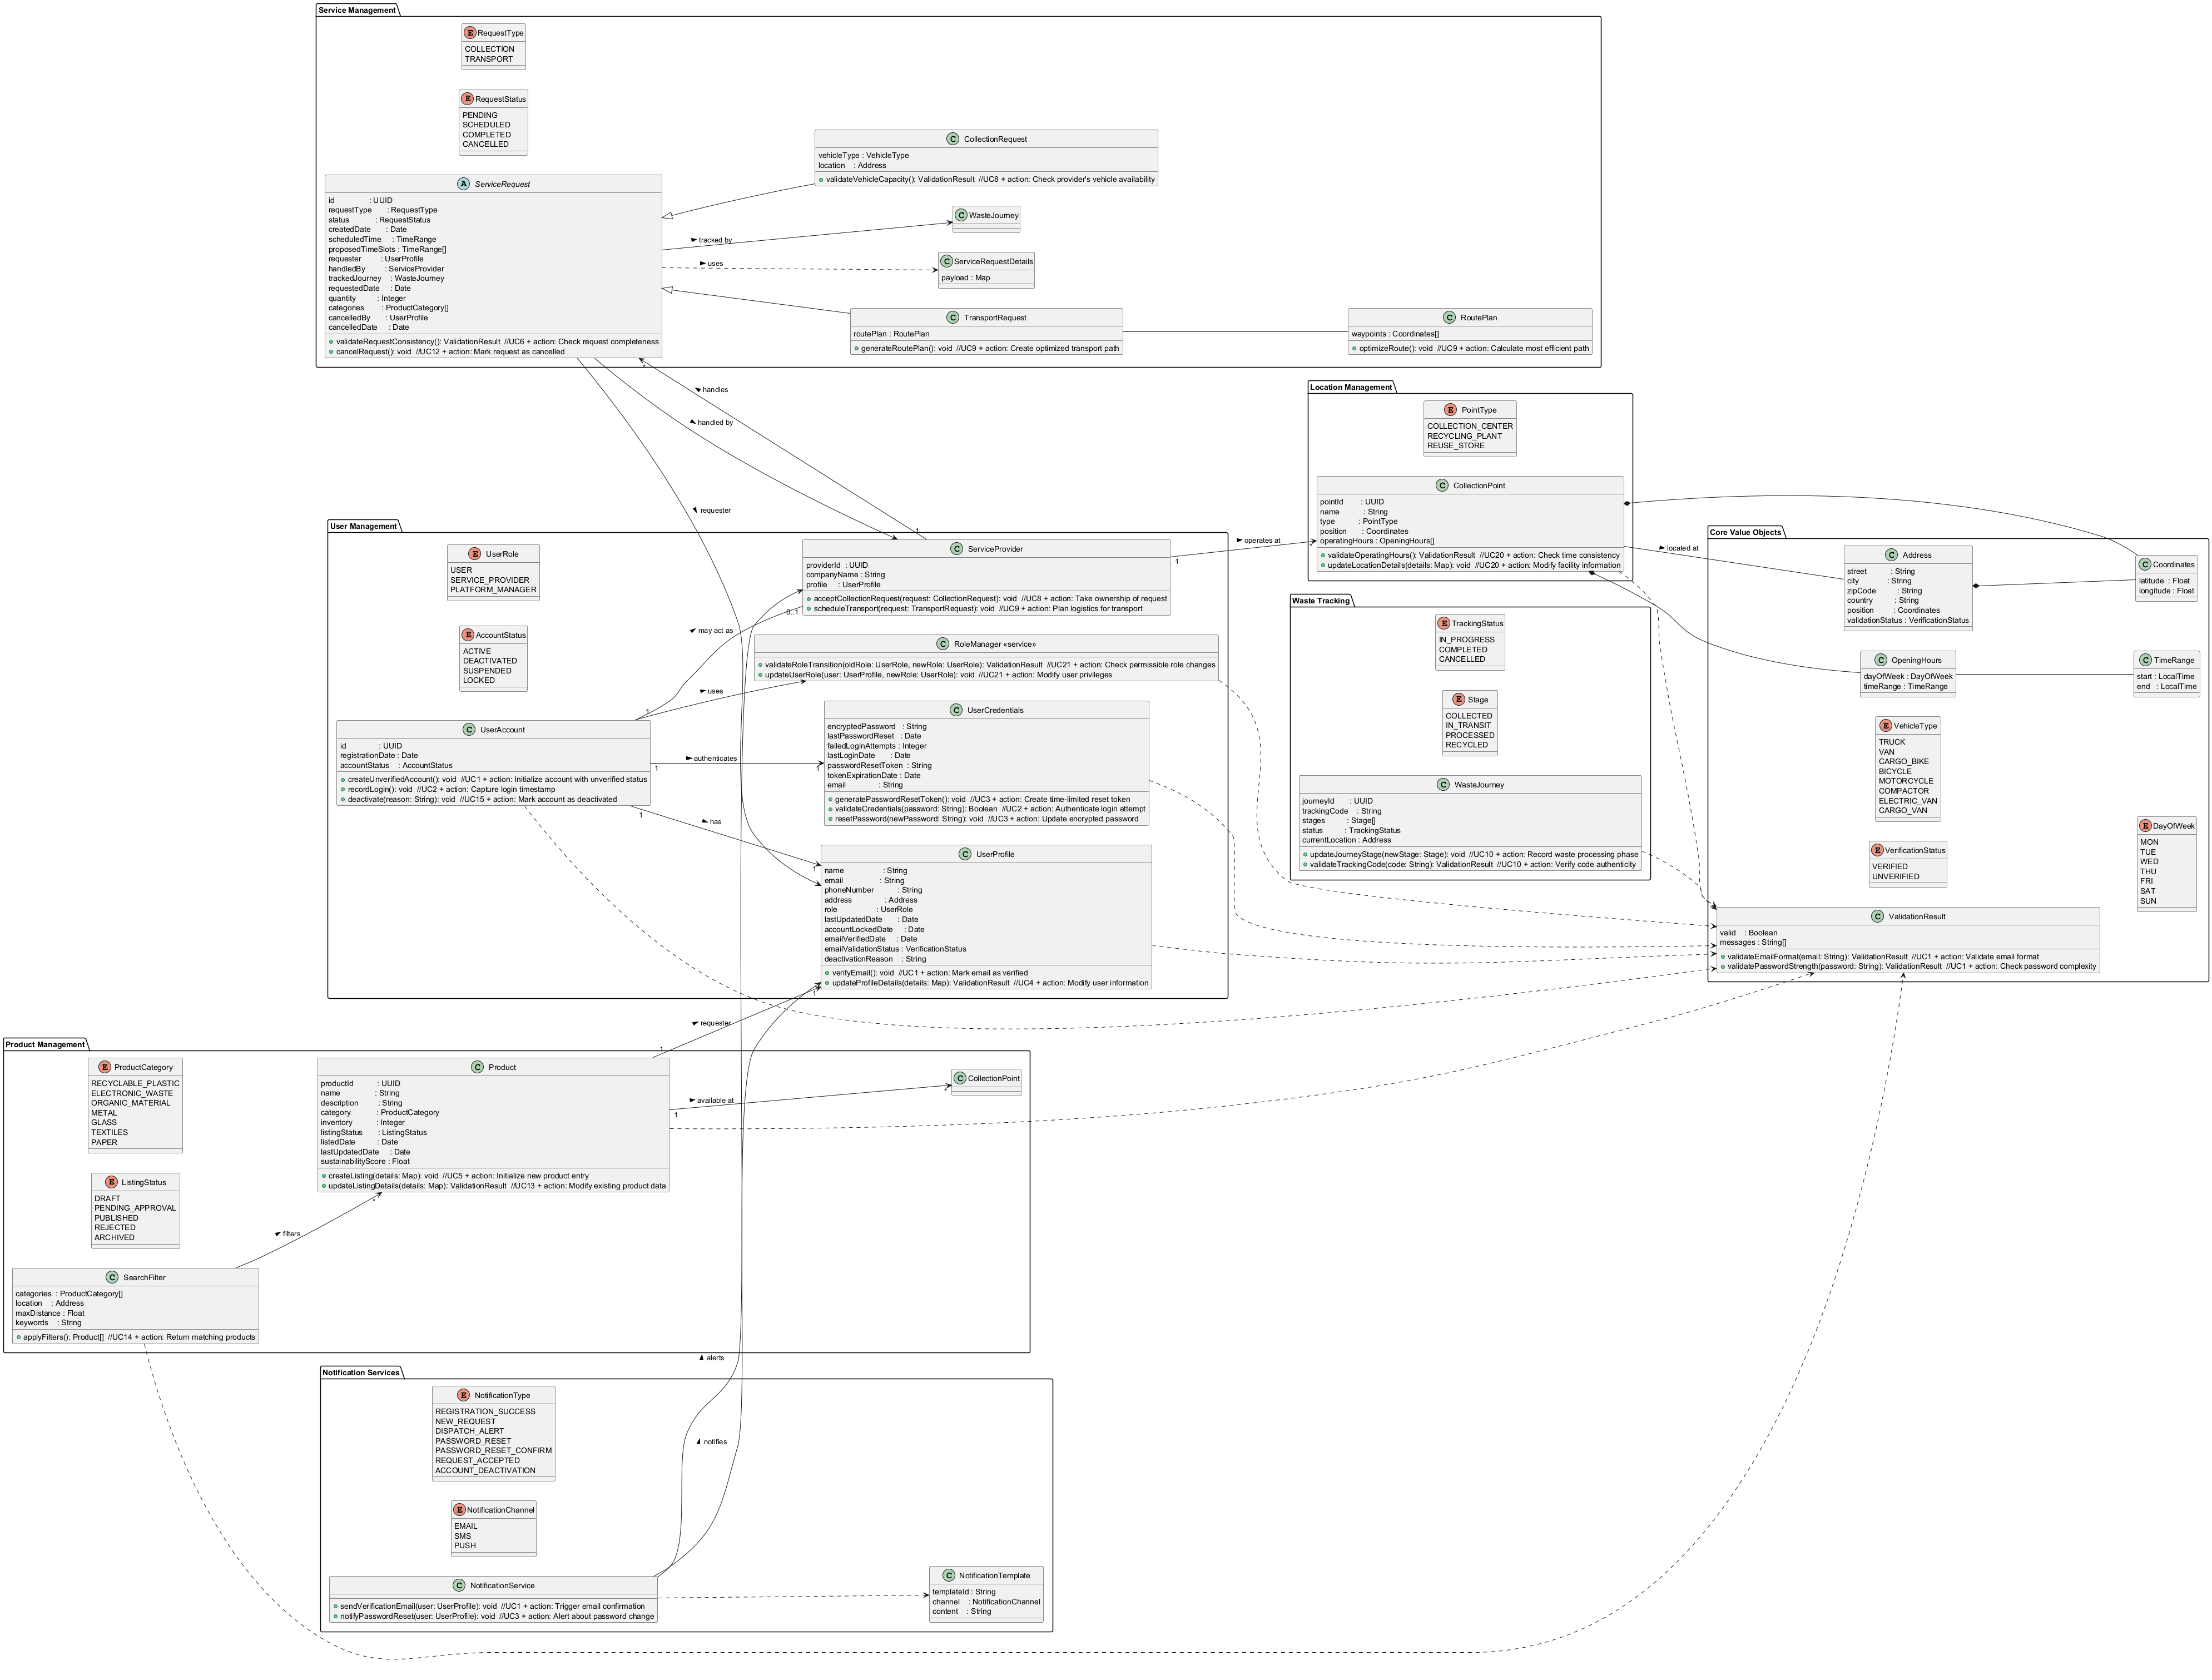 Service Management
E RequestType
COLLECTION
TRANSPORT
E RequestStatus
PENDING
SCHEDULED
COMPLETED
CANCELLED
A ServiceRequest
id : UUID
requestType : RequestType
status : RequestStatus
createdDate : Date
scheduledTime : TimeRange
proposedTimeSlots : TimeRange[]
requester : UserProfile
handledBy : ServiceProvider
trackedJourney : WasteJourney
requestedDate : Date
quantity : Integer
categories : ProductCategory[]
cancelledBy : UserProfile
cancelledDate : Date
validateRequestConsistency(): ValidationResult //UC6 + action: Check request completeness
cancelRequest(): void //UC12 + action: Mark request as cancelled
C CollectionRequest
vehicleType : VehicleType
location : Address
validateVehicleCapacity(): ValidationResult //UC8 + action: Check provider's vehicle availability
C WasteJourney
tracked by
C ServiceRequestDetails
payload : Map
uses
C TransportRequest
routePlan : RoutePlan
generateRoutePlan(): void //UC9 + action: Create optimized transport path
C RoutePlan
waypoints : Coordinates[]
optimizeRoute(): void //UC9 + action: Calculate most efficient path
*
handles
handled by
requester
1
Location Management
E PointType
COLLECTION_CENTER
RECYCLING_PLANT
REUSE_STORE
C CollectionPoint
pointId : UUID
name : String
type : PointType
position : Coordinates
operatingHours : OpeningHours[]
validateOperatingHours(): ValidationResult //UC20 + action: Check time consistency
updateLocationDetails(details: Map): void //UC20 + action: Modify facility information
located at
User Management
E UserRole
USER
SERVICE_PROVIDER
PLATFORM_MANAGER
E AccountStatus
ACTIVE
DEACTIVATED
SUSPENDED
LOCKED
C UserAccount
id : UUID
registrationDate : Date
accountStatus : AccountStatus
createUnverifiedAccount(): void //UC1 + action: Initialize account with unverified status
recordLogin(): void //UC2 + action: Capture login timestamp
deactivate(reason: String): void //UC15 + action: Mark account as deactivated
C ServiceProvider
providerId : UUID
companyName : String
profile : UserProfile
acceptCollectionRequest(request: CollectionRequest): void //UC8 + action: Take ownership of request
scheduleTransport(request: TransportRequest): void //UC9 + action: Plan logistics for transport
1
operates at
*
0..1
may act as
C RoleManager «service»
validateRoleTransition(oldRole: UserRole, newRole: UserRole): ValidationResult //UC21 + action: Check permissible role changes
updateUserRole(user: UserProfile, newRole: UserRole): void //UC21 + action: Modify user privileges
1
uses
C UserCredentials
encryptedPassword : String
lastPasswordReset : Date
failedLoginAttempts : Integer
lastLoginDate : Date
passwordResetToken : String
tokenExpirationDate : Date
email : String
generatePasswordResetToken(): void //UC3 + action: Create time-limited reset token
validateCredentials(password: String): Boolean //UC2 + action: Authenticate login attempt
resetPassword(newPassword: String): void //UC3 + action: Update encrypted password
1
authenticates
1
1
has
1
C UserProfile
name : String
email : String
phoneNumber : String
address : Address
role : UserRole
lastUpdatedDate : Date
accountLockedDate : Date
emailVerifiedDate : Date
emailValidationStatus : VerificationStatus
deactivationReason : String
verifyEmail(): void //UC1 + action: Mark email as verified
updateProfileDetails(details: Map): ValidationResult //UC4 + action: Modify user information
1
Waste Tracking
E TrackingStatus
IN_PROGRESS
COMPLETED
CANCELLED
E Stage
COLLECTED
IN_TRANSIT
PROCESSED
RECYCLED
C WasteJourney
journeyId : UUID
trackingCode : String
stages : Stage[]
status : TrackingStatus
currentLocation : Address
updateJourneyStage(newStage: Stage): void //UC10 + action: Record waste processing phase
validateTrackingCode(code: String): ValidationResult //UC10 + action: Verify code authenticity
Core Value Objects
C Address
street : String
city : String
zipCode : String
country : String
position : Coordinates
validationStatus : VerificationStatus
C Coordinates
latitude : Float
longitude : Float
C OpeningHours
dayOfWeek : DayOfWeek
timeRange : TimeRange
C TimeRange
start : LocalTime
end : LocalTime
E VehicleType
TRUCK
VAN
CARGO_BIKE
BICYCLE
MOTORCYCLE
COMPACTOR
ELECTRIC_VAN
CARGO_VAN
E VerificationStatus
VERIFIED
UNVERIFIED
E DayOfWeek
MON
TUE
WED
THU
FRI
SAT
SUN
C ValidationResult
valid : Boolean
messages : String[]
validateEmailFormat(email: String): ValidationResult //UC1 + action: Validate email format
validatePasswordStrength(password: String): ValidationResult //UC1 + action: Check password complexity
Product Management
E ProductCategory
RECYCLABLE_PLASTIC
ELECTRONIC_WASTE
ORGANIC_MATERIAL
METAL
GLASS
TEXTILES
PAPER
E ListingStatus
DRAFT
PENDING_APPROVAL
PUBLISHED
REJECTED
ARCHIVED
C SearchFilter
categories : ProductCategory[]
location : Address
maxDistance : Float
keywords : String
applyFilters(): Product[] //UC14 + action: Return matching products
filters
*
C Product
productId : UUID
name : String
description : String
category : ProductCategory
inventory : Integer
listingStatus : ListingStatus
listedDate : Date
lastUpdatedDate : Date
sustainabilityScore : Float
createListing(details: Map): void //UC5 + action: Initialize new product entry
updateListingDetails(details: Map): ValidationResult //UC13 + action: Modify existing product data
1
requester
1
available at
*
C CollectionPoint
alerts
Notification Services
E NotificationType
REGISTRATION_SUCCESS
NEW_REQUEST
DISPATCH_ALERT
PASSWORD_RESET
PASSWORD_RESET_CONFIRM
REQUEST_ACCEPTED
ACCOUNT_DEACTIVATION
E NotificationChannel
EMAIL
SMS
PUSH
notifies
C NotificationService
sendVerificationEmail(user: UserProfile): void //UC1 + action: Trigger email confirmation
notifyPasswordReset(user: UserProfile): void //UC3 + action: Alert about password change
C NotificationTemplate
templateId : String
channel : NotificationChannel
content : String